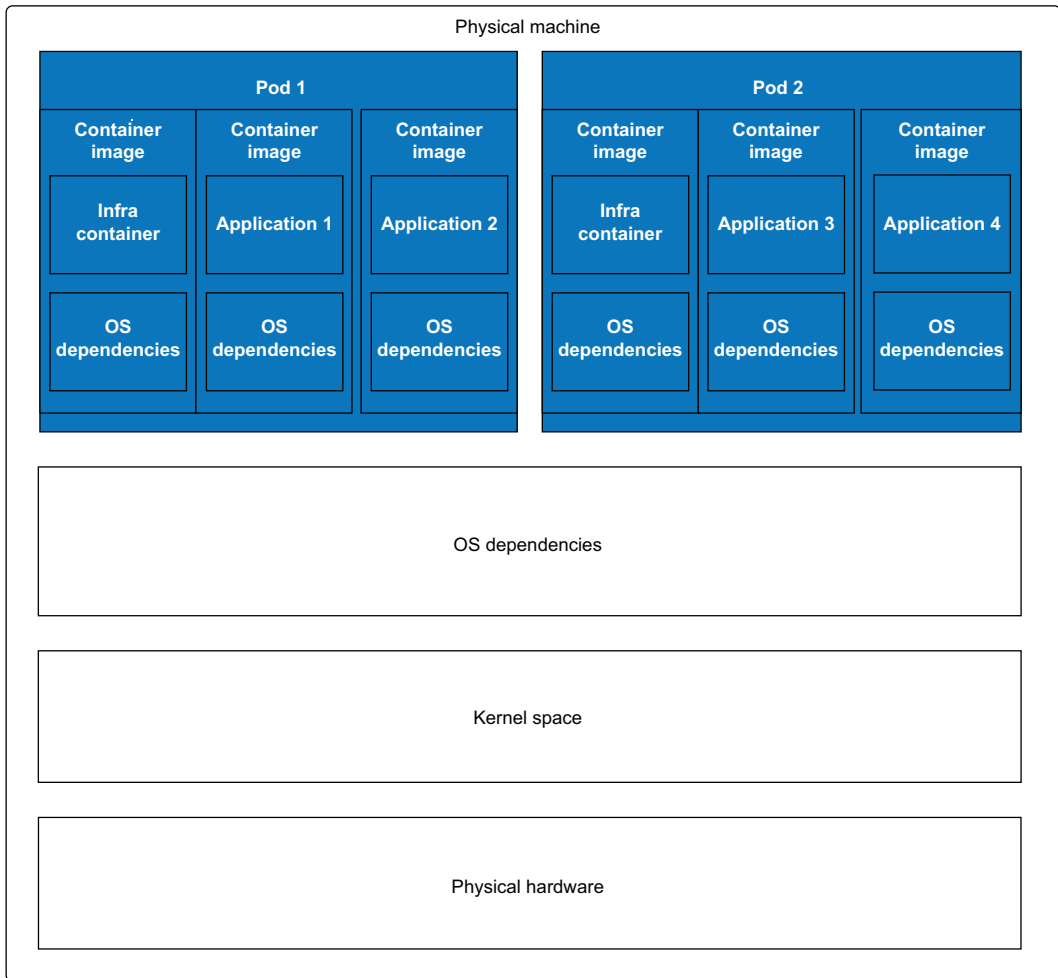 Physical machine
Pod 1
Container
image
Container
image
Container
image
Infra
container
Application 1
Application 2
OS
dependencies
OS
dependencies
OS
dependencies
Pod 2
Container
image
Container
image
Container
image
Infra
container
Application 3
Application 4
OS
dependencies
OS
dependencies
OS
dependencies
OS dependencies
Kernel space
Physical hardware